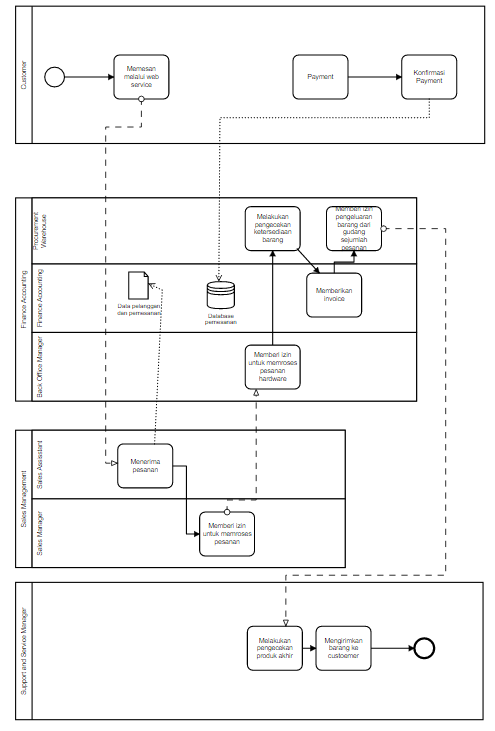 Customer
Memesan
melalui web
service
Payment
Konfirmasi
Payment
Finance Accounting
Procurement
Warehouse
Melakukan
pengecekan
ketersediaan
barang
Memberi izin
pengeluaran
barang dari
gudang
sejumlah
pesanan
Finance Accounting
Data pelanggan
dan pemesanan
Database
pemesanan
Memberikan
invoice
Back Office Manager
Memberi izin
untuk memroses
pesanan
hardware
Sales Management
Sales Assistant
Menerima
pesanan
Sales Manager
Memberi izin
untuk memroses
pesanan
Support and Service Manager
Melakukan
pengecekan
produk akhir
Mengirimkan
barang ke
custoemer